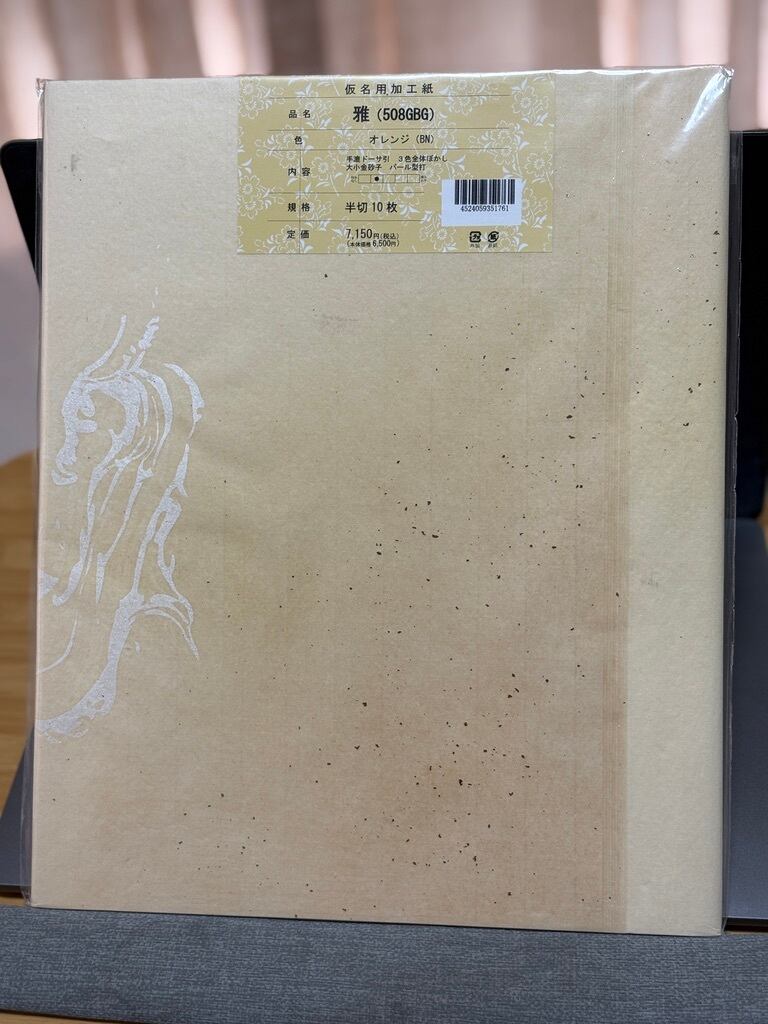 仮名用加工紙
品名 雅(508GBG)
色 オレンジ(BN)
内容 手漉ドーサ引 3色全体ぼかし
大小金砂子 パール型打
規格 半切10枚
定価 7,150円(税込)
(本体価格6,500円)
4524059351761